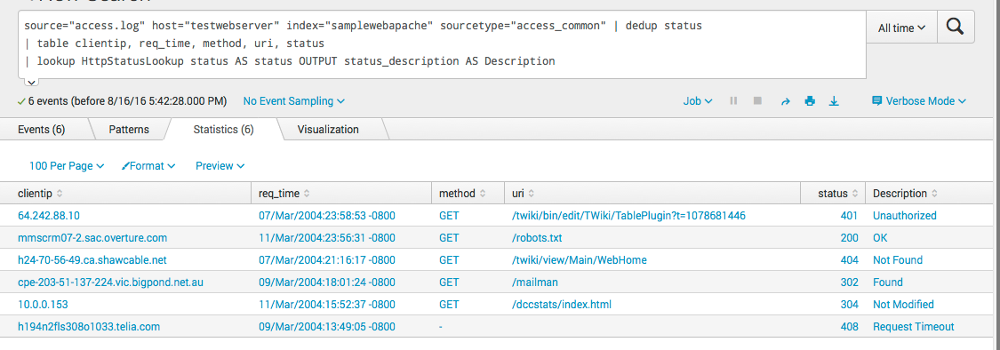 source="access.log" host="testwebserver" index="samplewebapache" sourcetype="access_common" | dedup status
| table clientip, req_time, method, uri, status
| lookup HttpStatusLookup status AS status OUTPUT status_description AS Description
All time
6 events (before 8/16/16 5:42:28.000 PM) No Event Sampling Job Verbose Mode
Events (6) Patterns Statistics (6) Visualization
100 Per Page Format Preview
clientip req_time method uri status Description
64.242.88.10 07/Mar/2004:23:58:53 -0800 GET /twiki/bin/edit/TWiki/TablePlugin?t=1078681446 401 Unauthorized
mmscrm07-2.sac.overture.com 11/Mar/2004:23:56:31 -0800 GET /robots.txt 200 OK
h24-70-56-49.ca.shawcable.net 07/Mar/2004:21:16:17 -0800 GET /twiki/view/Main/WebHome 404 Not Found
cpe-203-51-137-224.vic.bigpond.net.au 09/Mar/2004:18:01:24 -0800 GET /mailman 302 Found
10.0.0.153 11/Mar/2004:15:52:37 -0800 GET /dccstats/index.html 304 Not Modified
h194n2fls308o1033.telia.com 09/Mar/2004:13:49:05 -0800 - 408 Request Timeout